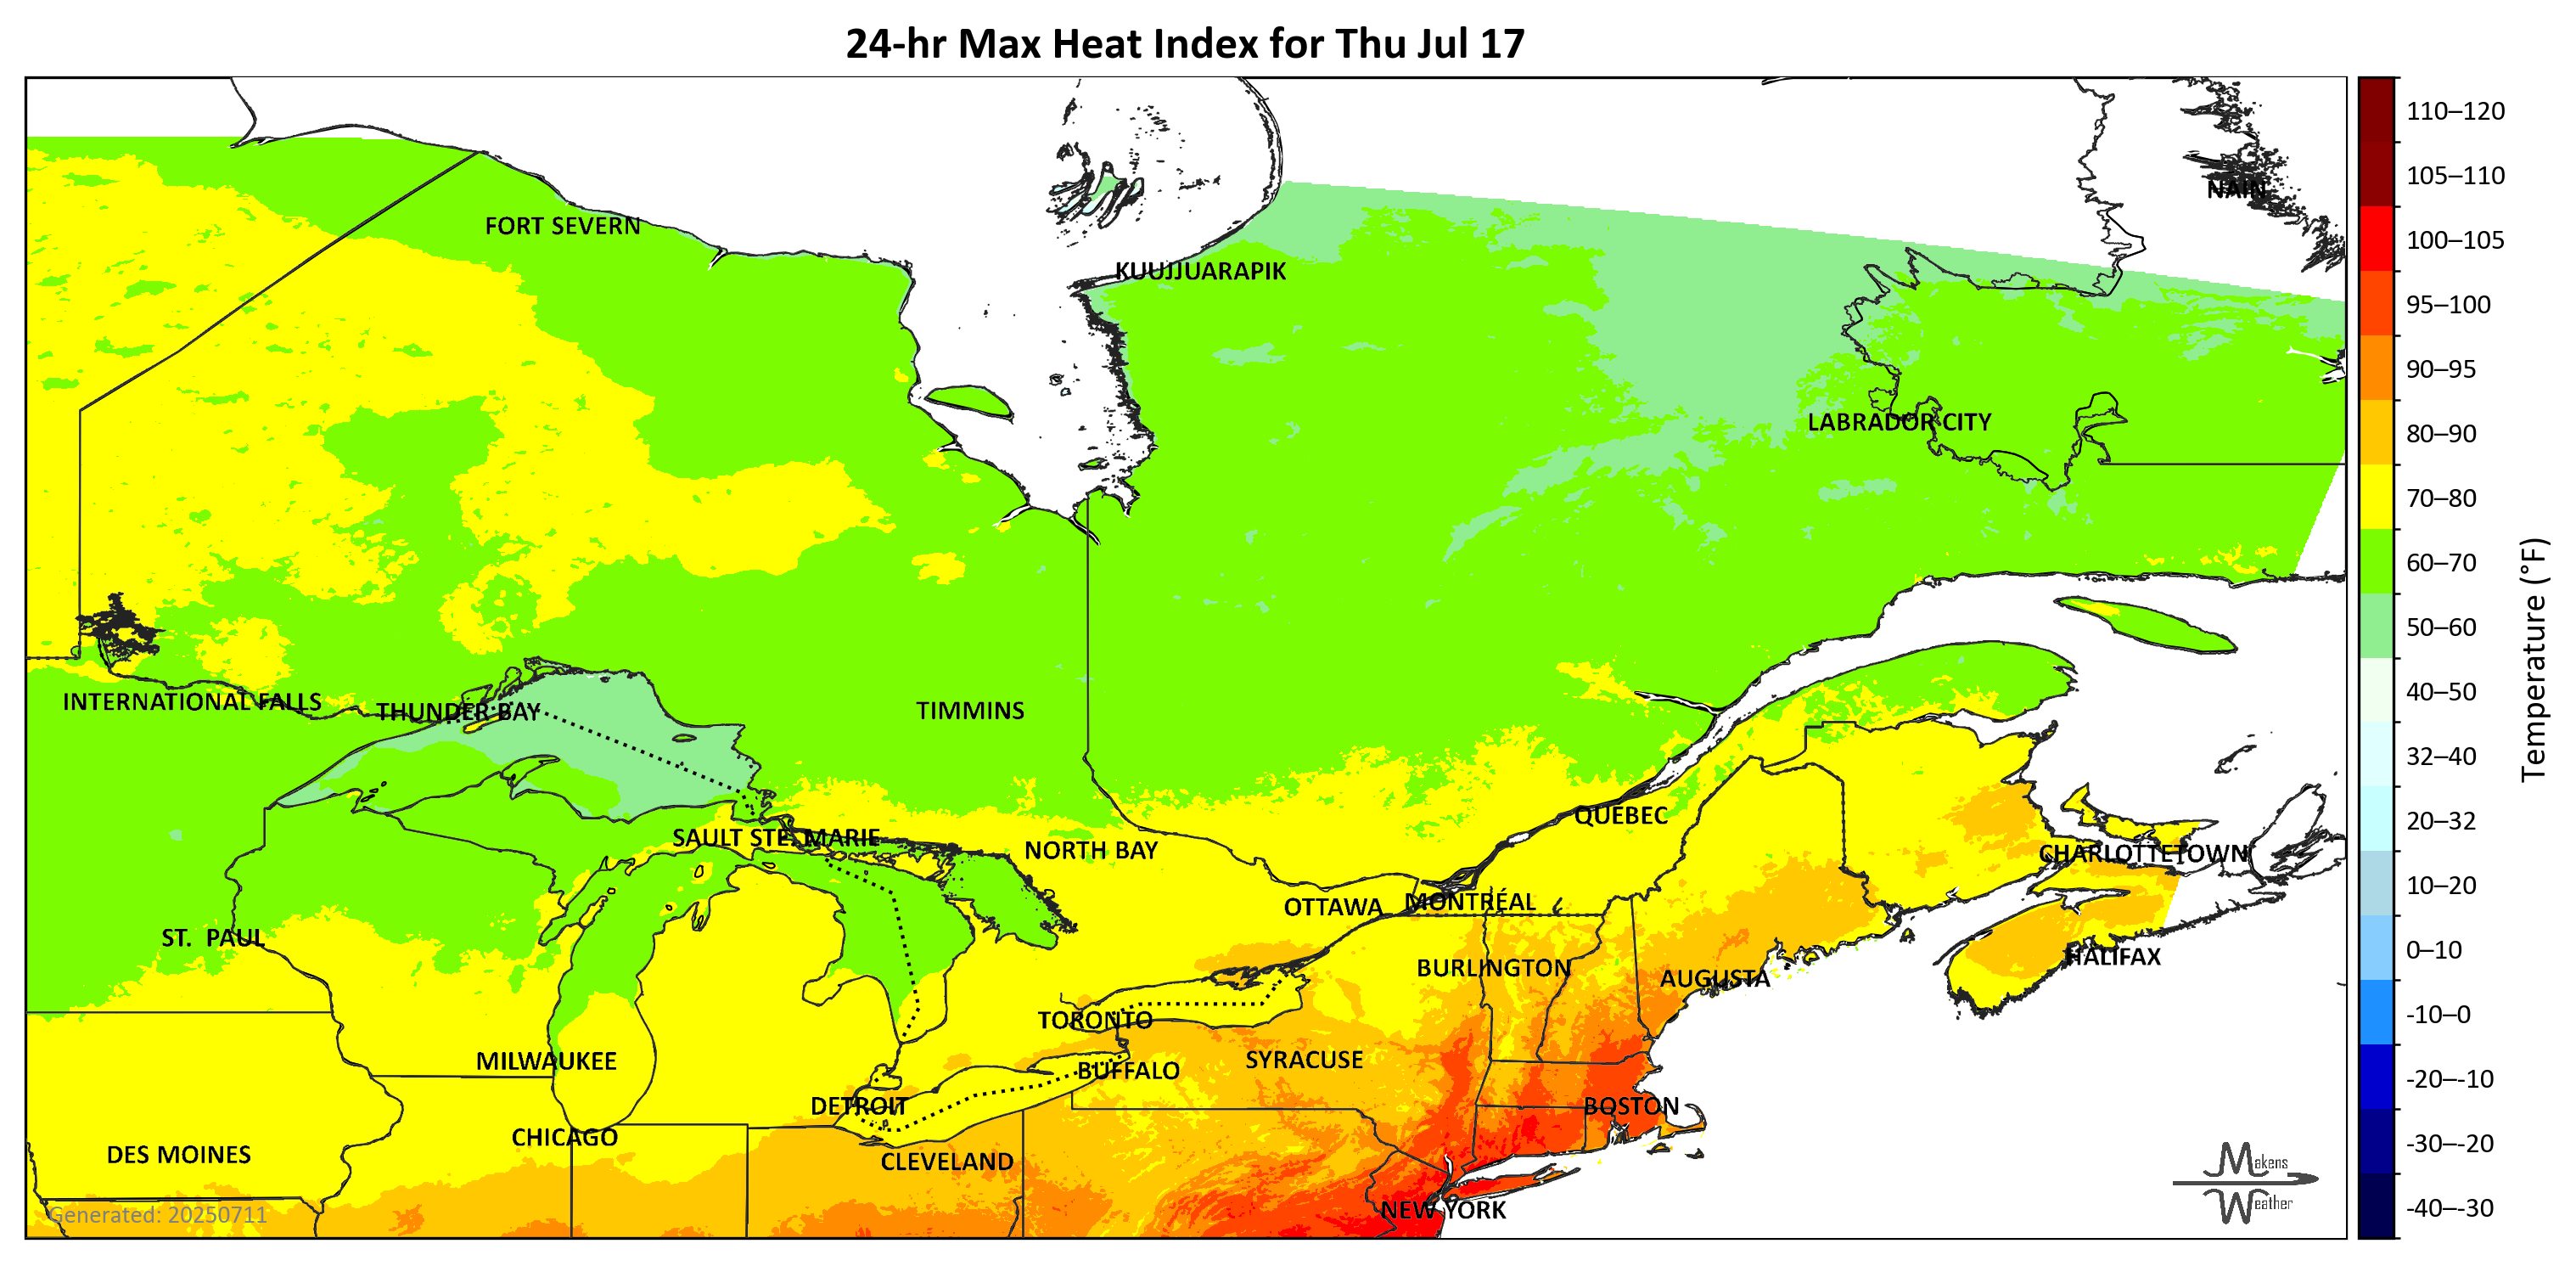 24-hr Max Heat Index for Thu Jul 17
NAIN
FORT SEVERN
KUUJJUARAPIK
LABRADOR CITY
INTERNATIONAL FALLS
THUNDER BAY
TIMMINS
QUÉBEC
SAULT STE. MARIE
NORTH BAY
CHARLOTTETOWN
OTTAWA
MONTRÉAL
ST. PAUL
HALIFAX
BURLINGTON
AUGUSTA
TORONTO
MILWAUKEE
SYRACUSE
BUFFALO
DETROIT
BOSTON
CHICAGO
DES MOINES
CLEVELAND
NEW YORK
Generated: 20250711
Makens
Weather
110–120
105–110
100–105
95–100
90–95
80–90
70–80
60–70
50–60
40–50
32–40
20–32
10–20
0–10
-10–0
-20–-10
-30–-20
-40–-30
Temperature (°F)